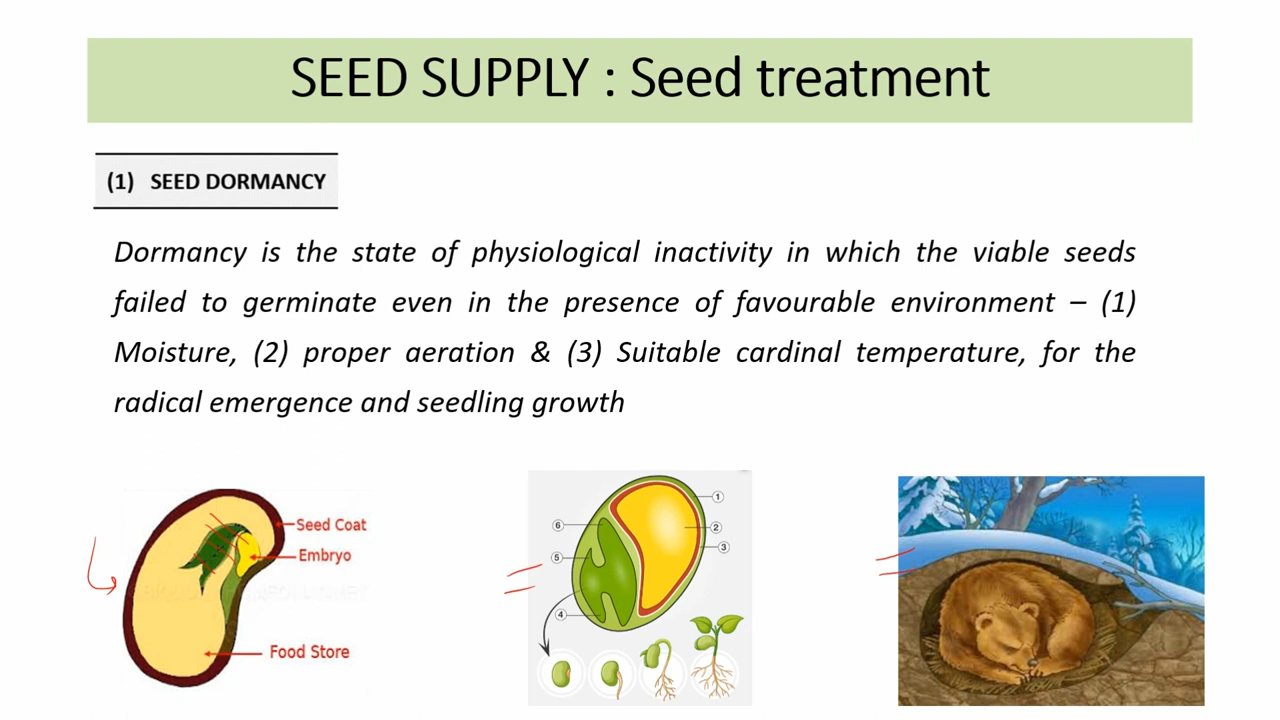 SEED SUPPLY : Seed treatment
(1) SEED DORMANCY
Dormancy is the state of physiological inactivity in which the viable seeds
failed to germinate even in the presence of favourable environment – (1)
Moisture, (2) proper aeration & (3) Suitable cardinal temperature, for the
radical emergence and seedling growth
Seed Coat
Embryo
Food Store
1
6
2
3
5
4